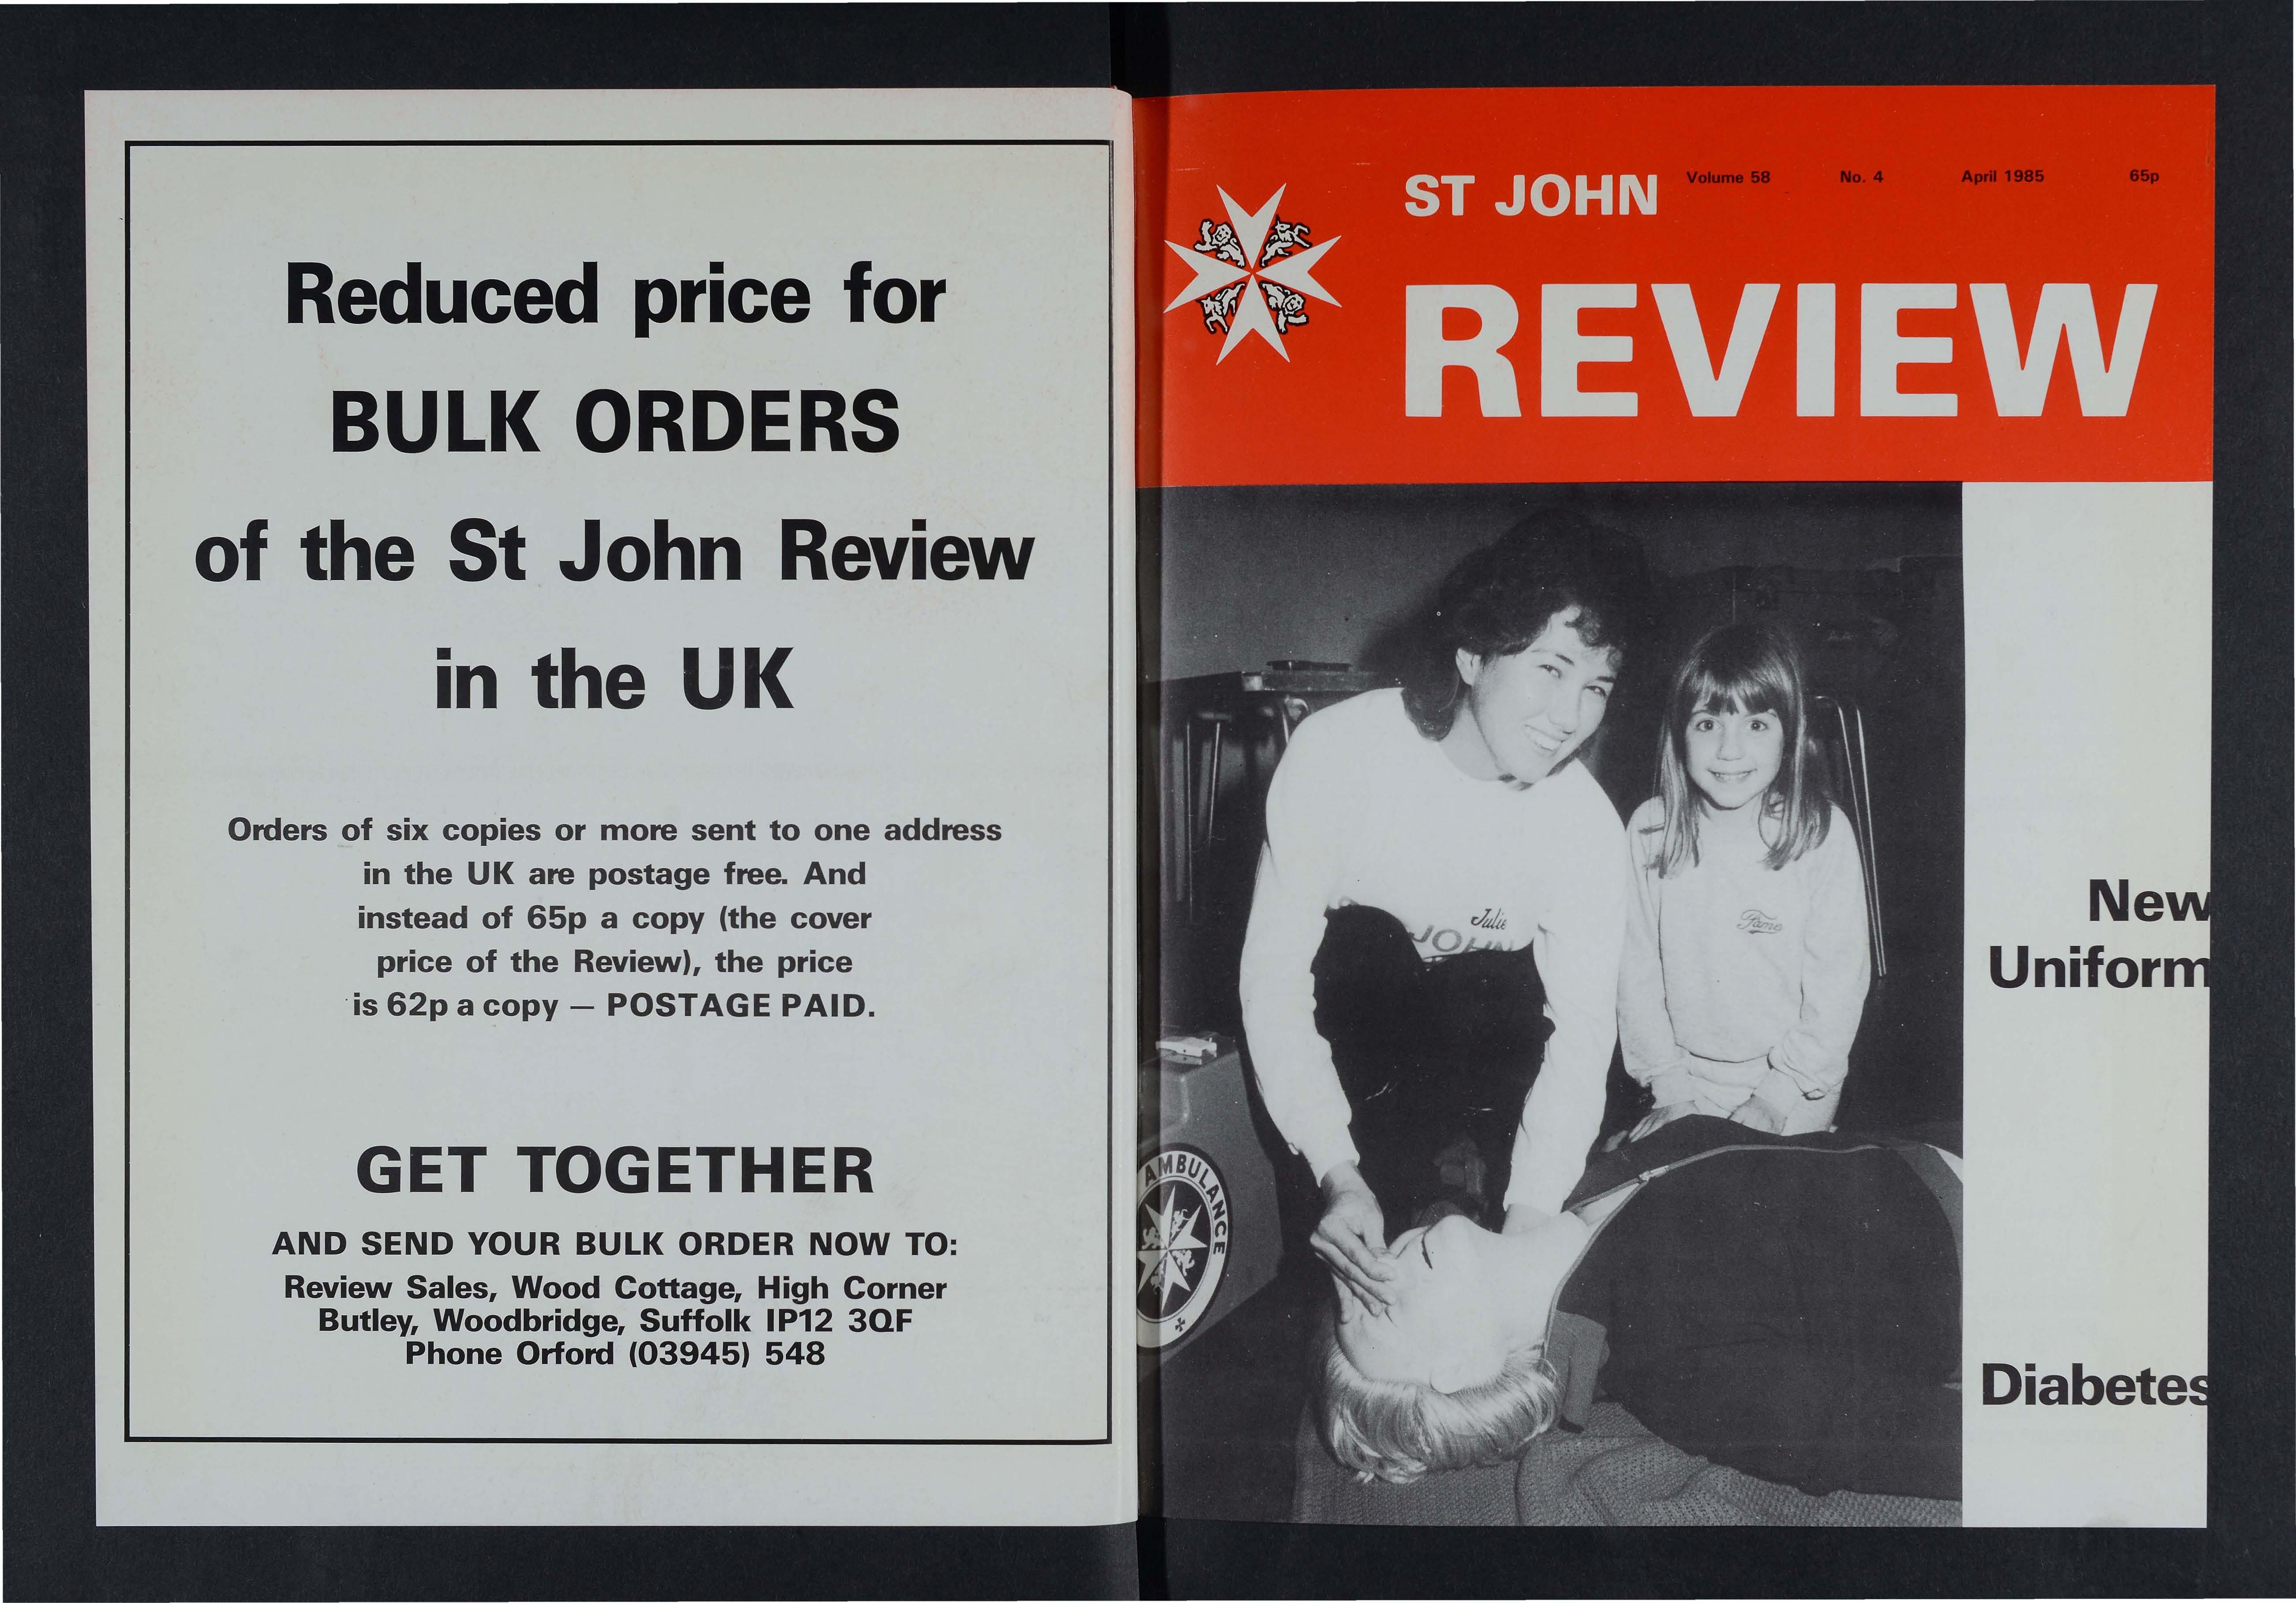 Reduced price for
BULK ORDERS
of the St John Review
in the UK
Orders of six copies or more sent to one address
in the UK are postage free. And
instead of 65p a copy (the cover
price of the Review), the price
is 62p a copy — POSTAGE PAID.
GET TOGETHER
AND SEND YOUR BULK ORDER NOW TO:
Review Sales, Wood Cottage, High Corner
Butley, Woodbridge, Suffolk IP12 3QF
Phone Orford (03945) 548
ST JOHN
Volume 58 No. 4 April 1985 65p
REVIEW
New
Uniform
Diabetes
Julie
JOHN
Fame
AMBULANCE